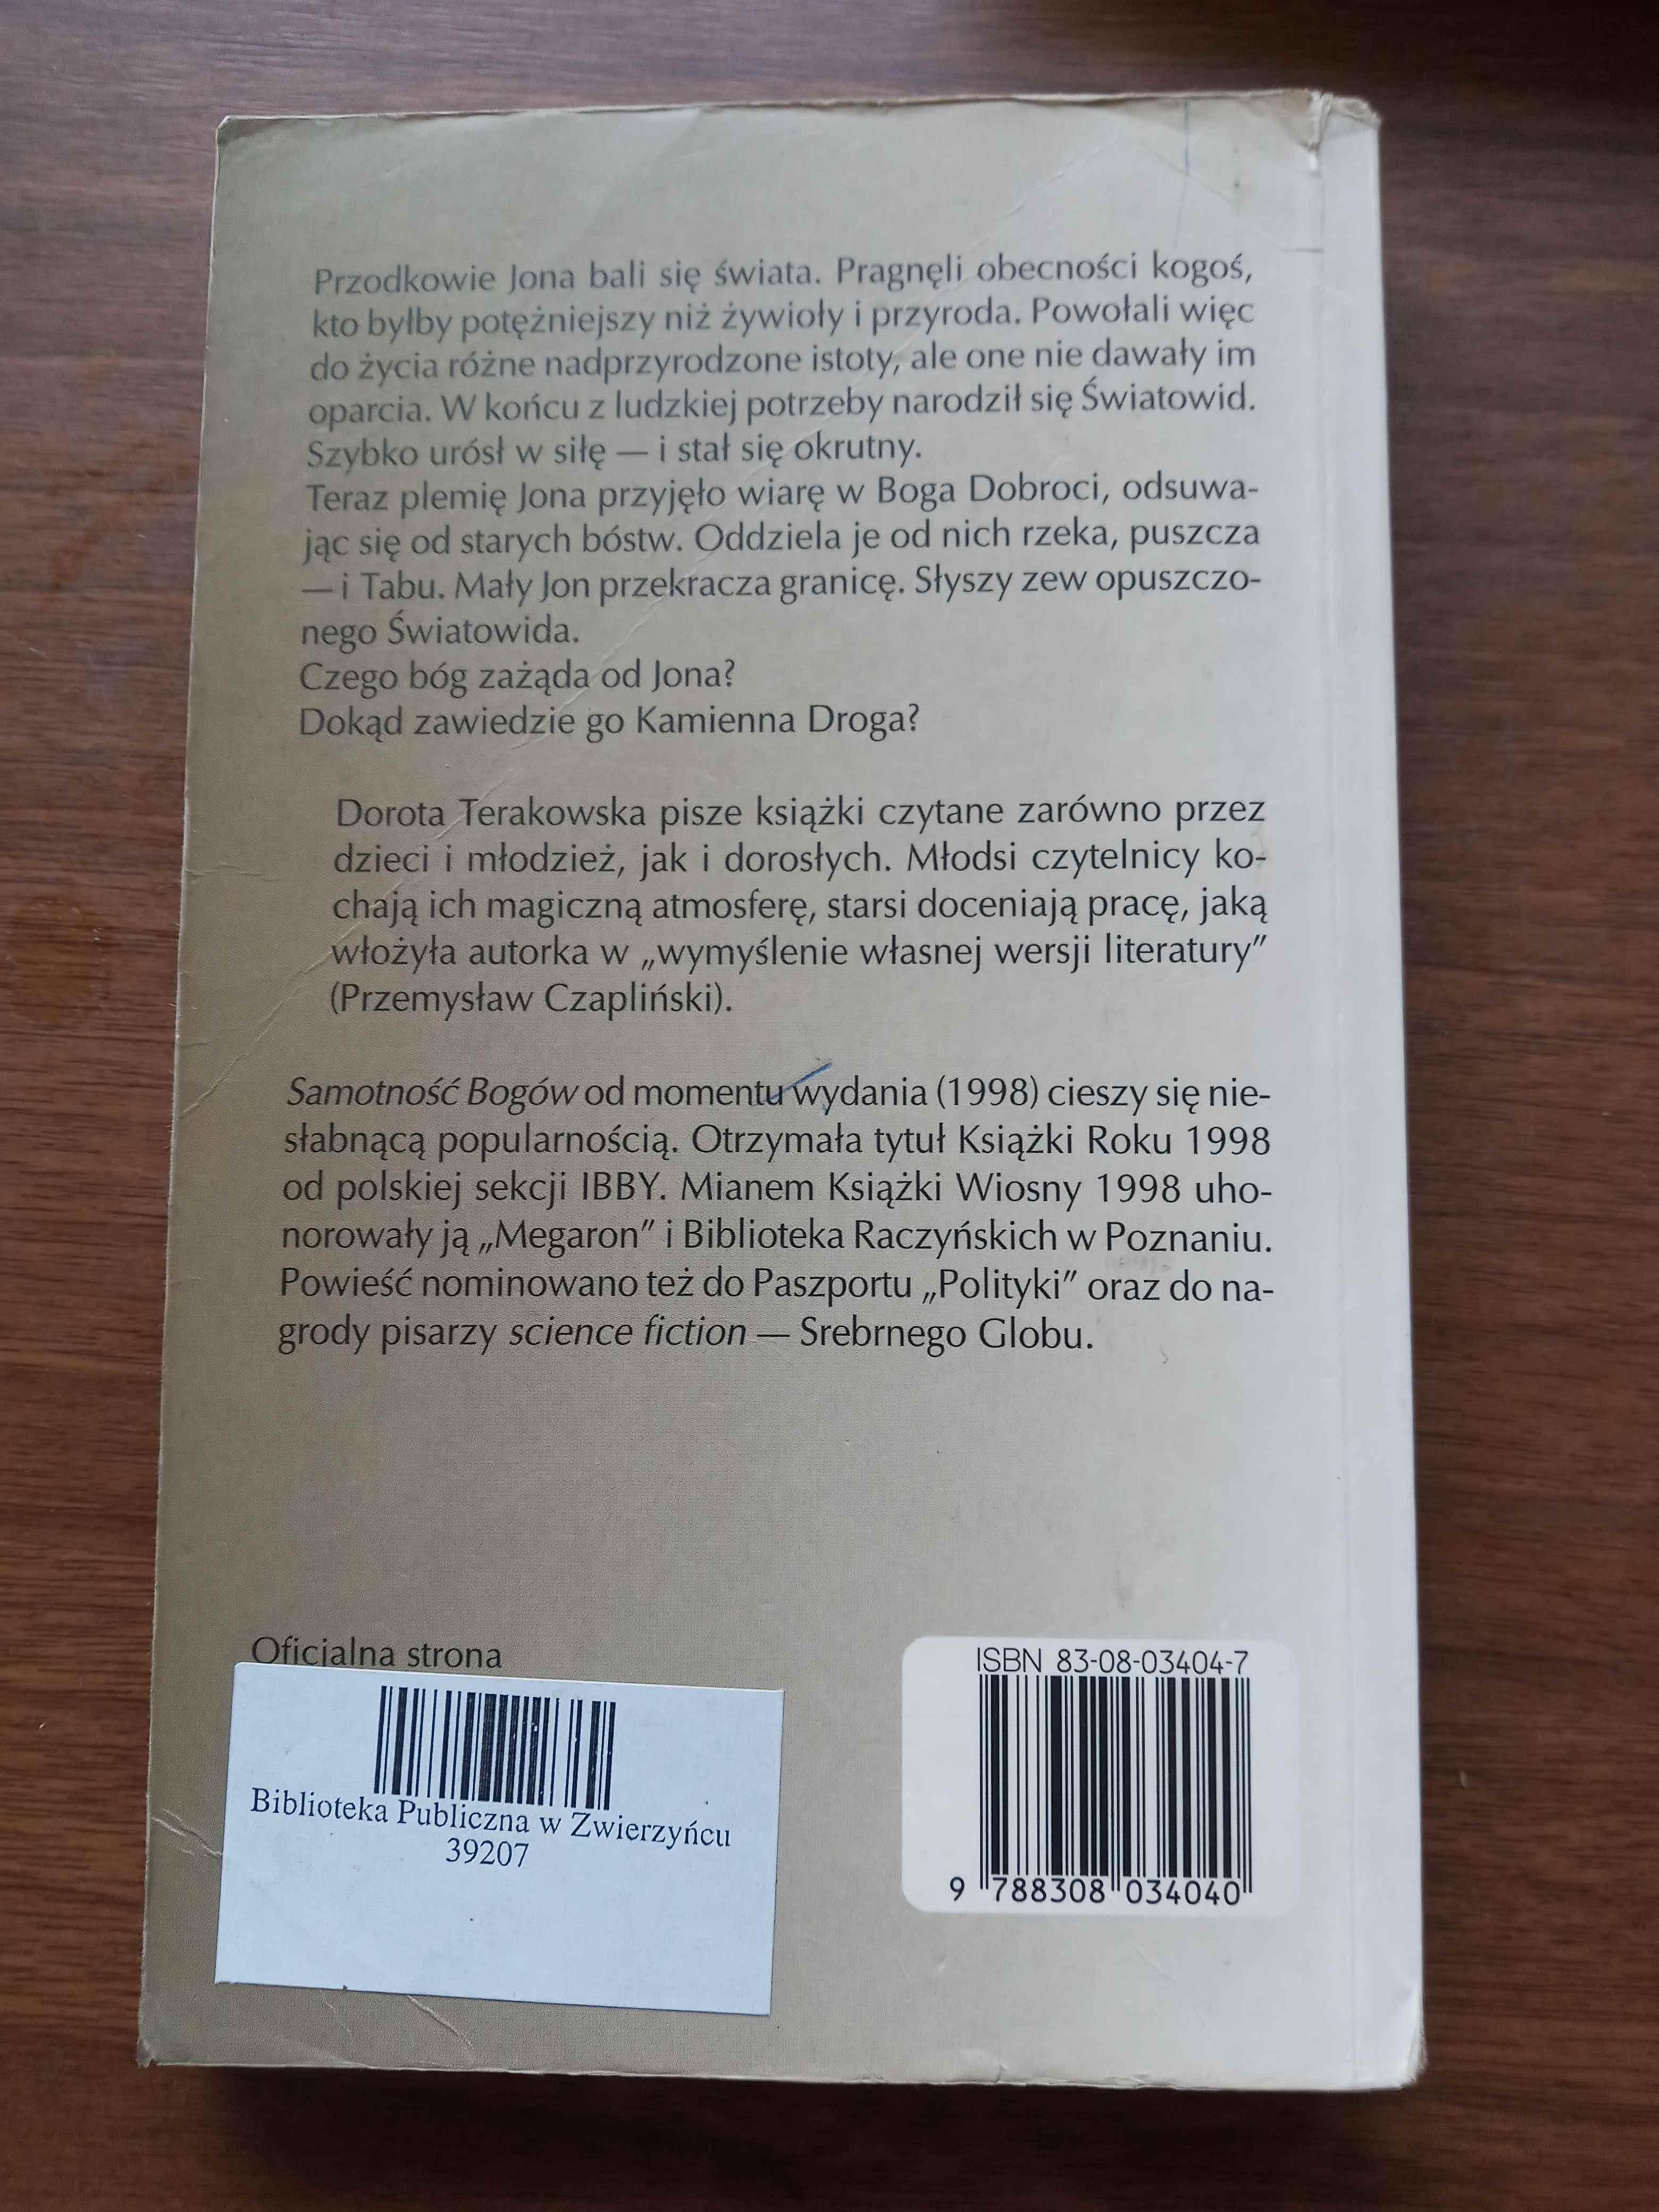 Przodkowie Jona bali się świata. Pragnęli obecności kogoś,
kto byłby potężniejszy niż żywioły i przyroda. Powołali więc
do życia różne nadprzyrodzone istoty, ale one nie dawały im
oparcia. W końcu z ludzkiej potrzeby narodził się Światowid.
Szybko urósł w siłę — i stał się okrutny.
Teraz plemię Jona przyjęło wiarę w Boga Dobroci, odsuwa-
jąc się od starych bóstw. Oddziela je od nich rzeka, puszcza
— i Tabu. Mały Jon przekracza granicę. Słyszy zew opuszczo-
nego Światowida.
Czego bóg zażąda od Jona?
Dokąd zawiedzie go Kamienna Droga?
Dorota Terakowska pisze książki czytane zarówno przez
dzieci i młodzież, jak i dorosłych. Młodsi czytelnicy ko-
chają ich magiczną atmosferę, starsi doceniają pracę, jaką
włożyła autorka w „wymyślenie własnej wersji literatury”
(Przemysław Czapliński).
Samotność Bogów od momentu wydania (1998) cieszy się nie-
słabnącą popularnością. Otrzymała tytuł Książki Roku 1998
od polskiej sekcji IBBY. Mianem Książki Wiosny 1998 uho-
norowały ją „Megaron” i Biblioteka Raczyńskich w Poznaniu.
Powieść nominowano też do Paszportu „Polityki” oraz do na-
grody pisarzy science fiction — Srebrnego Globu.
Oficjalna strona
Biblioteka Publiczna w Zwierzyńcu
39207
ISBN 83-08-03404-7
9 788308 034040